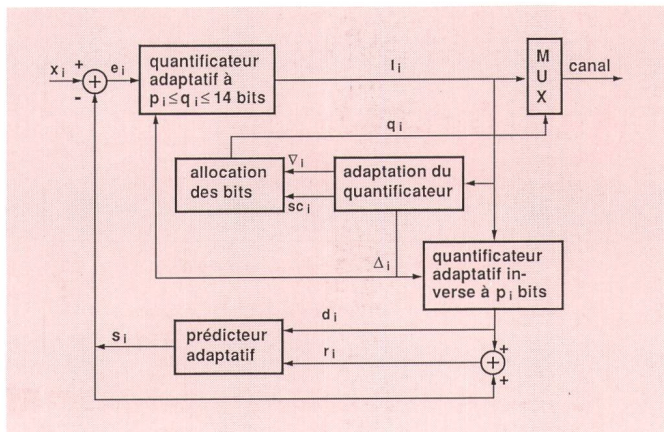 x i
+
-
e i
quantificateur
adaptatif à
p i ≤ q i ≤ 14 bits
I i
M
U
X
canal
q i
allocation
des bits
∇ i
sc i
adaptation du
quantificateur
Δ i
quantificateur
adaptatif in-
verse à p i bits
s i
prédicteur
adaptatif
d i
r i
+
+